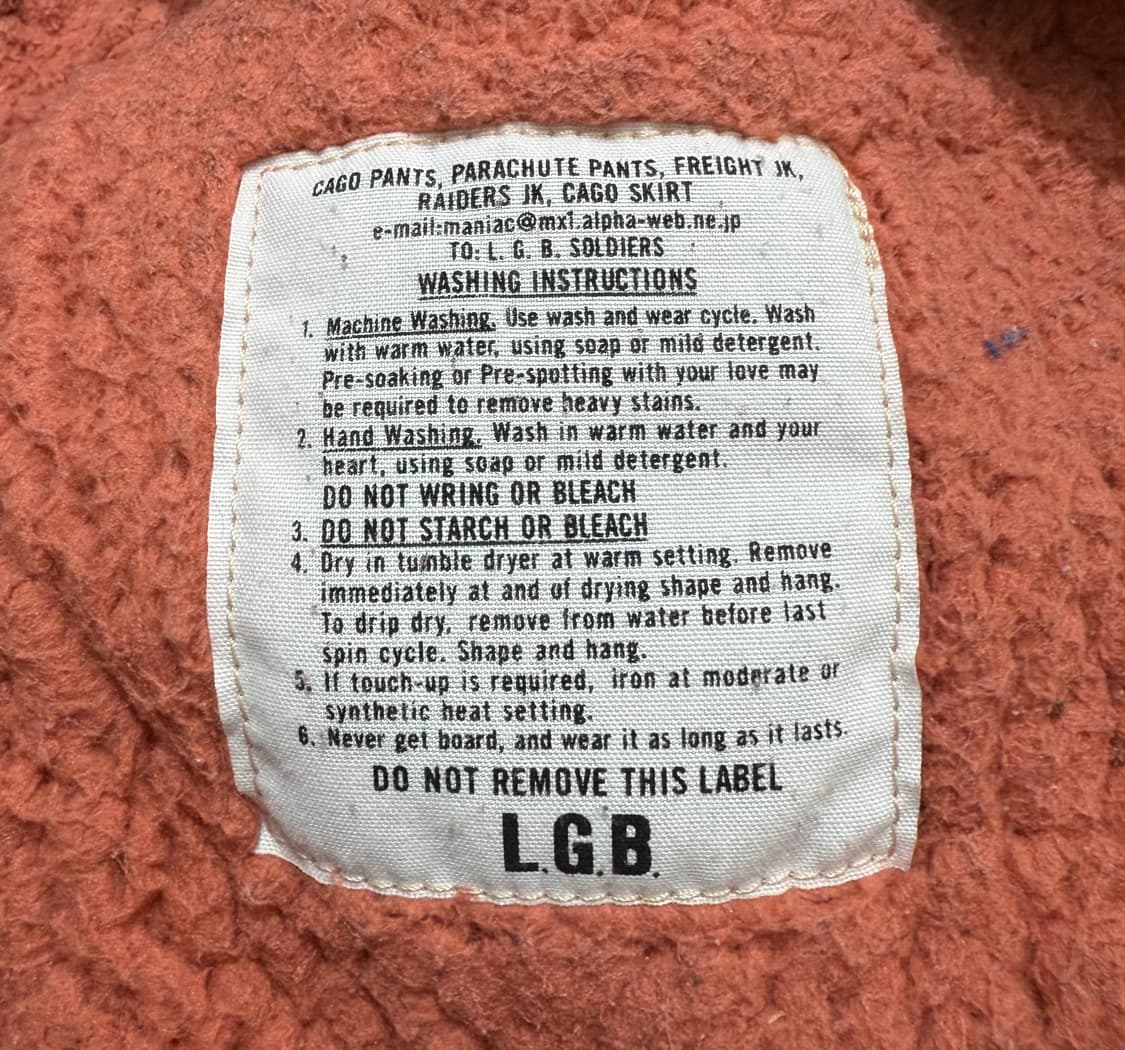 CAGO PANTS, PARACHUTE PANTS, FREIGHT JK,
RAIDERS JK, CAGO SKIRT
e-mail:maniac@mx1.alpha-web.ne.jp
TO: L. G. B. SOLDIERS
WASHING INSTRUCTIONS
1. Machine Washing. Use wash and wear cycle. Wash
with warm water, using soap or mild detergent.
Pre-soaking or Pre-spotting with your love may
be required to remove heavy stains.
2. Hand Washing. Wash in warm water and your
heart, using soap or mild detergent.
DO NOT WRING OR BLEACH
3. DO NOT STARCH OR BLEACH
4. Dry in tumble dryer at warm setting. Remove
immediately at and of drying shape and hang.
To drip dry, remove from water before last
spin cycle. Shape and hang.
5. If touch-up is required, iron at moderate or
synthetic heat setting.
6. Never get board, and wear it as long as it lasts.
DO NOT REMOVE THIS LABEL
L.G.B.